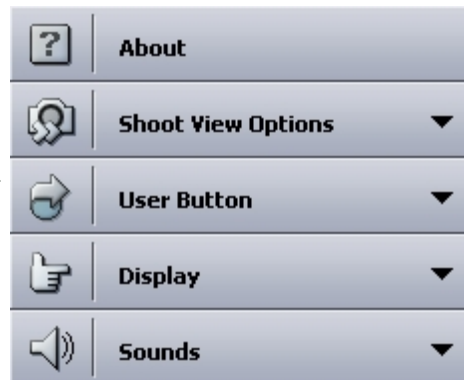 About
Shoot View Options
User Button
Display
Sounds